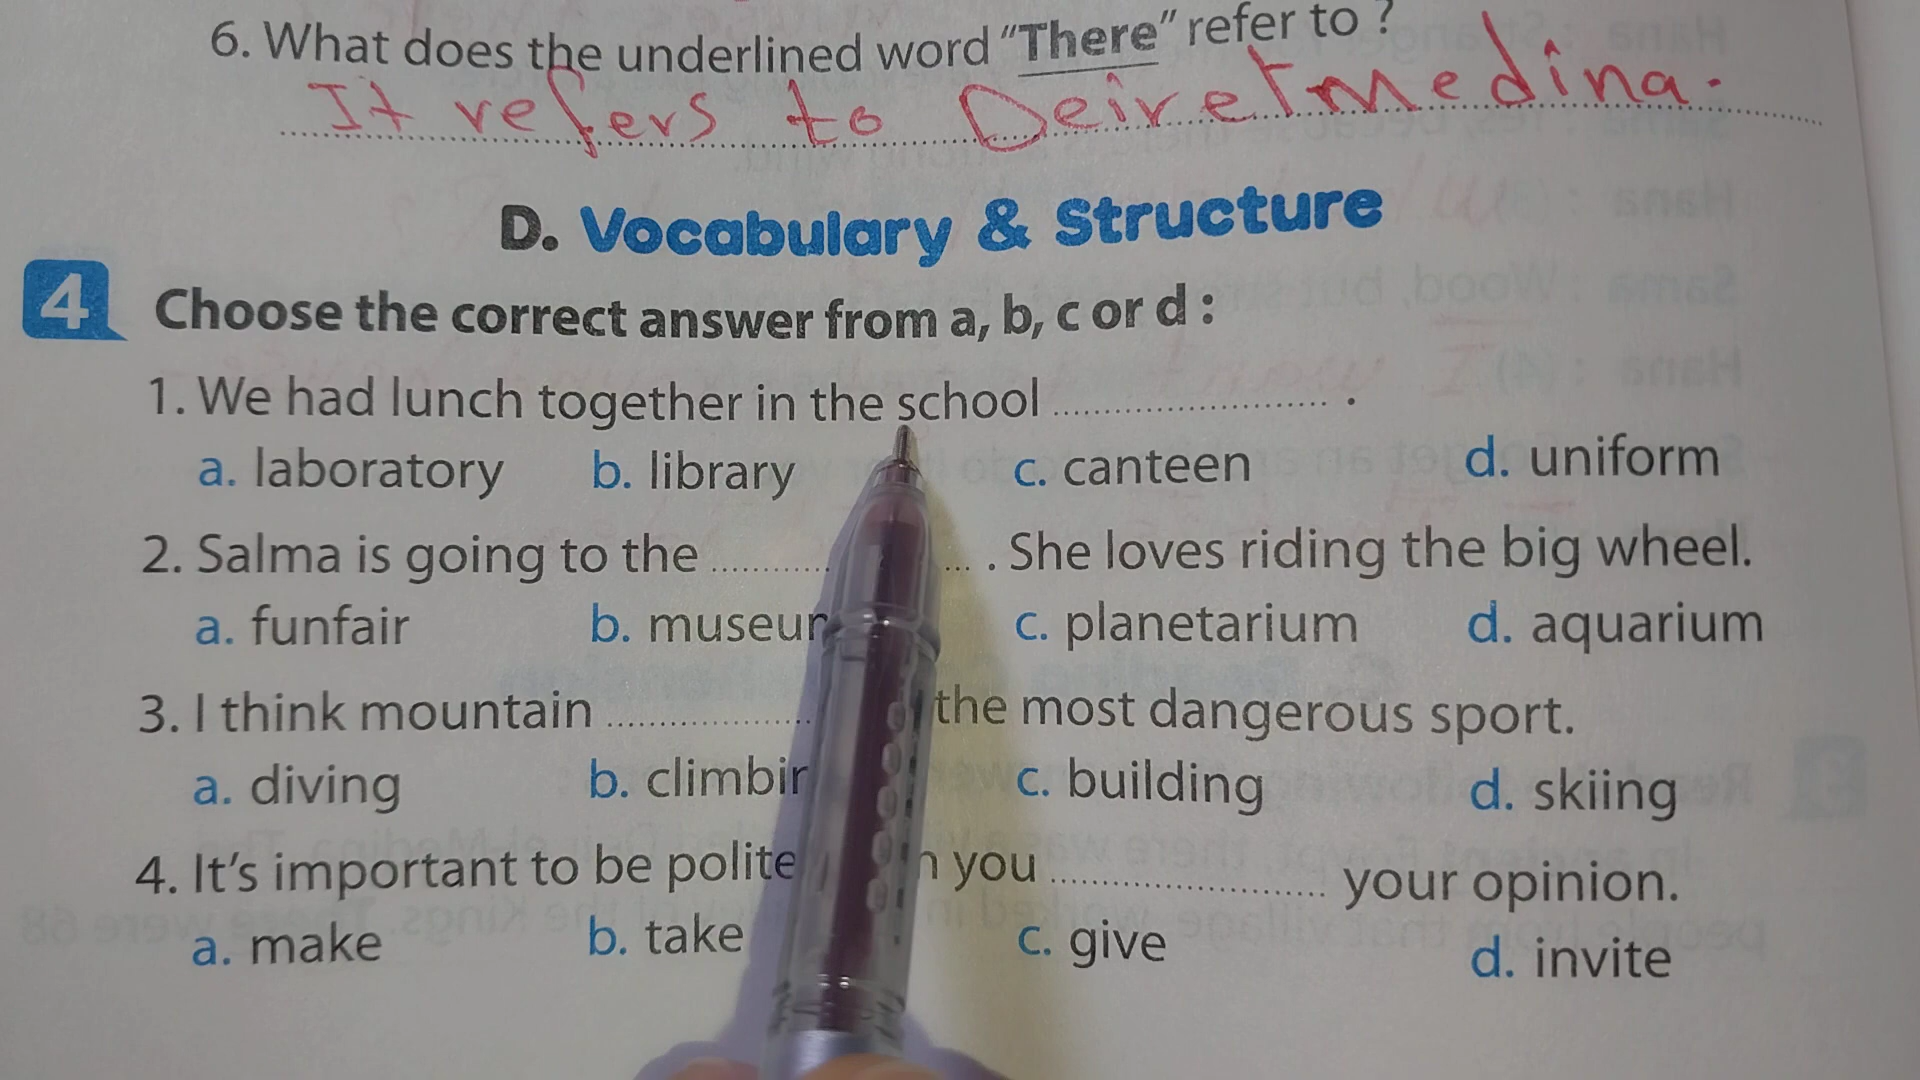 6. What does the underlined word “There” refer to ?
It refers to Deiretmedina.
D. Vocabulary & Structure
4 Choose the correct answer from a, b, c or d :
1. We had lunch together in the school .
a. laboratory b. library c. canteen d. uniform
2. Salma is going to the . She loves riding the big wheel.
a. funfair b. c. planetarium d. aquarium
3. I think mountain the most dangerous sport.
a. diving b. c. building d. skiing
4. It’s important to be polite you your opinion.
a. make b. take c. give d. invite